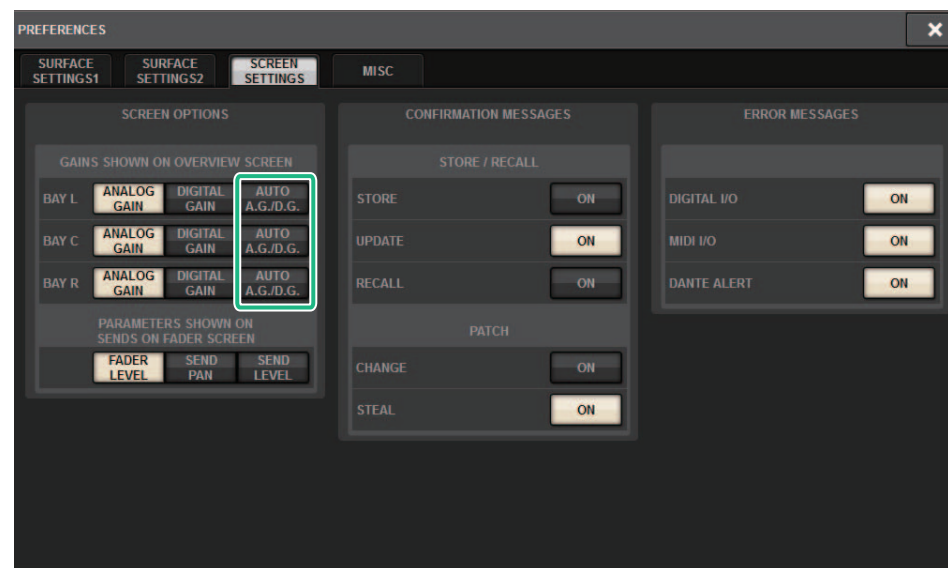 PREFERENCES
SURFACE SETTINGS1
SURFACE SETTINGS2
SCREEN SETTINGS
MISC
SCREEN OPTIONS
GAINS SHOWN ON OVERVIEW SCREEN
BAY L ANALOG GAIN DIGITAL GAIN AUTO A.G./D.G.
BAY C ANALOG GAIN DIGITAL GAIN AUTO A.G./D.G.
BAY R ANALOG GAIN DIGITAL GAIN AUTO A.G./D.G.
PARAMETERS SHOWN ON
SENDS ON FADER SCREEN
FADER LEVEL SEND PAN SEND LEVEL
CONFIRMATION MESSAGES
STORE / RECALL
STORE ON
UPDATE ON
RECALL ON
PATCH
CHANGE ON
STEAL ON
ERROR MESSAGES
DIGITAL I/O ON
MIDI I/O ON
DANTE ALERT ON